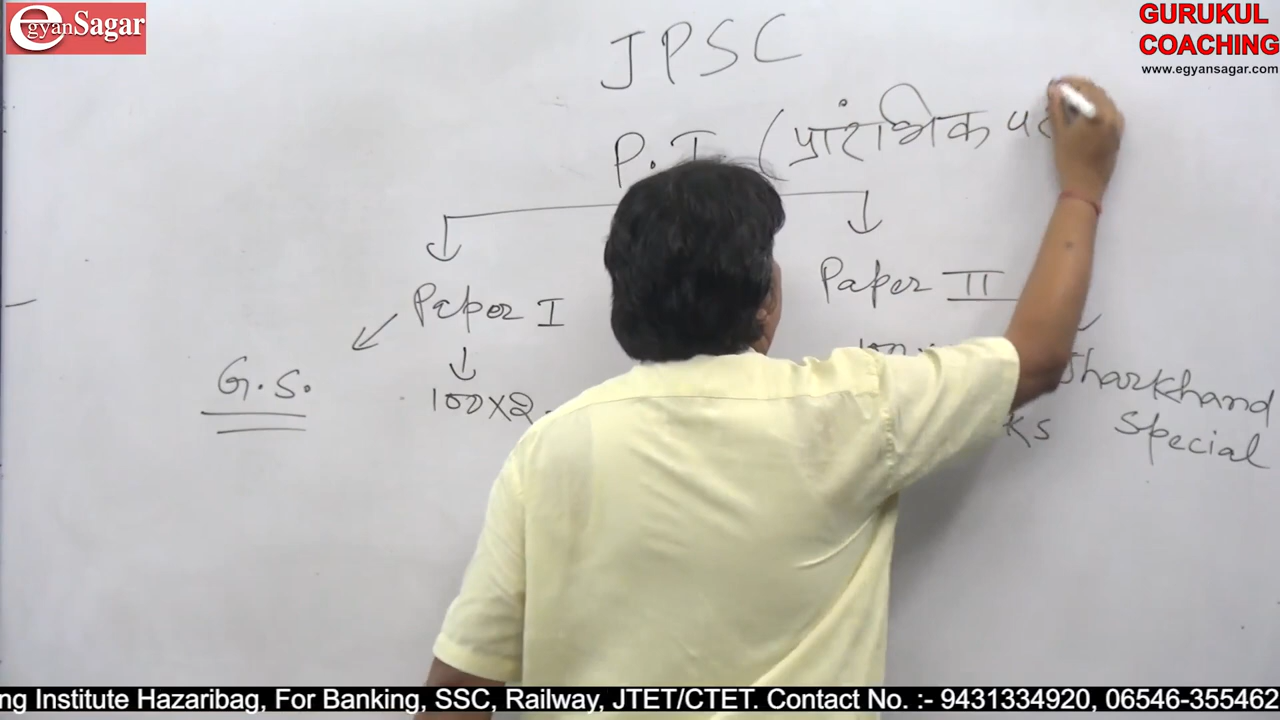 egyanSagar
GURUKUL
COACHING
www.egyansagar.com
JPSC
P.T. (प्रारंभिक
Paper I
Paper II
G.S.
100x2
Jharkhand
Special
ng Institute Hazaribag, For Banking, SSC, Railway, JTET/CTET. Contact No. :- 9431334920, 06546-355462